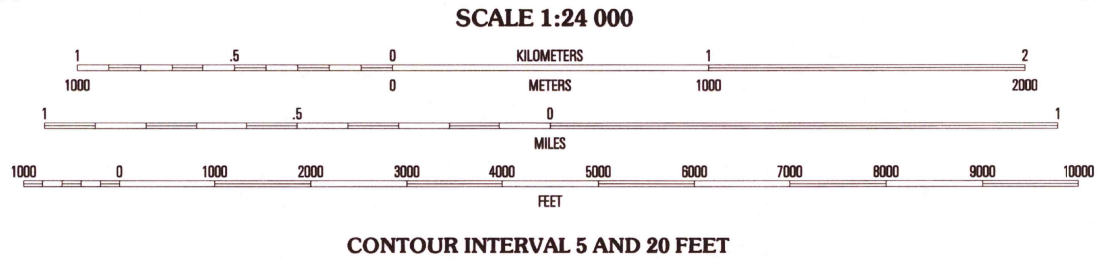 SCALE 1:24 000
1 .5 0 KILOMETERS 1 2
1000 0 METERS 1000 2000
1 .5 0 1
MILES
1000 0 1000 2000 3000 4000 5000 6000 7000 8000 9000 10000
FEET
CONTOUR INTERVAL 5 AND 20 FEET